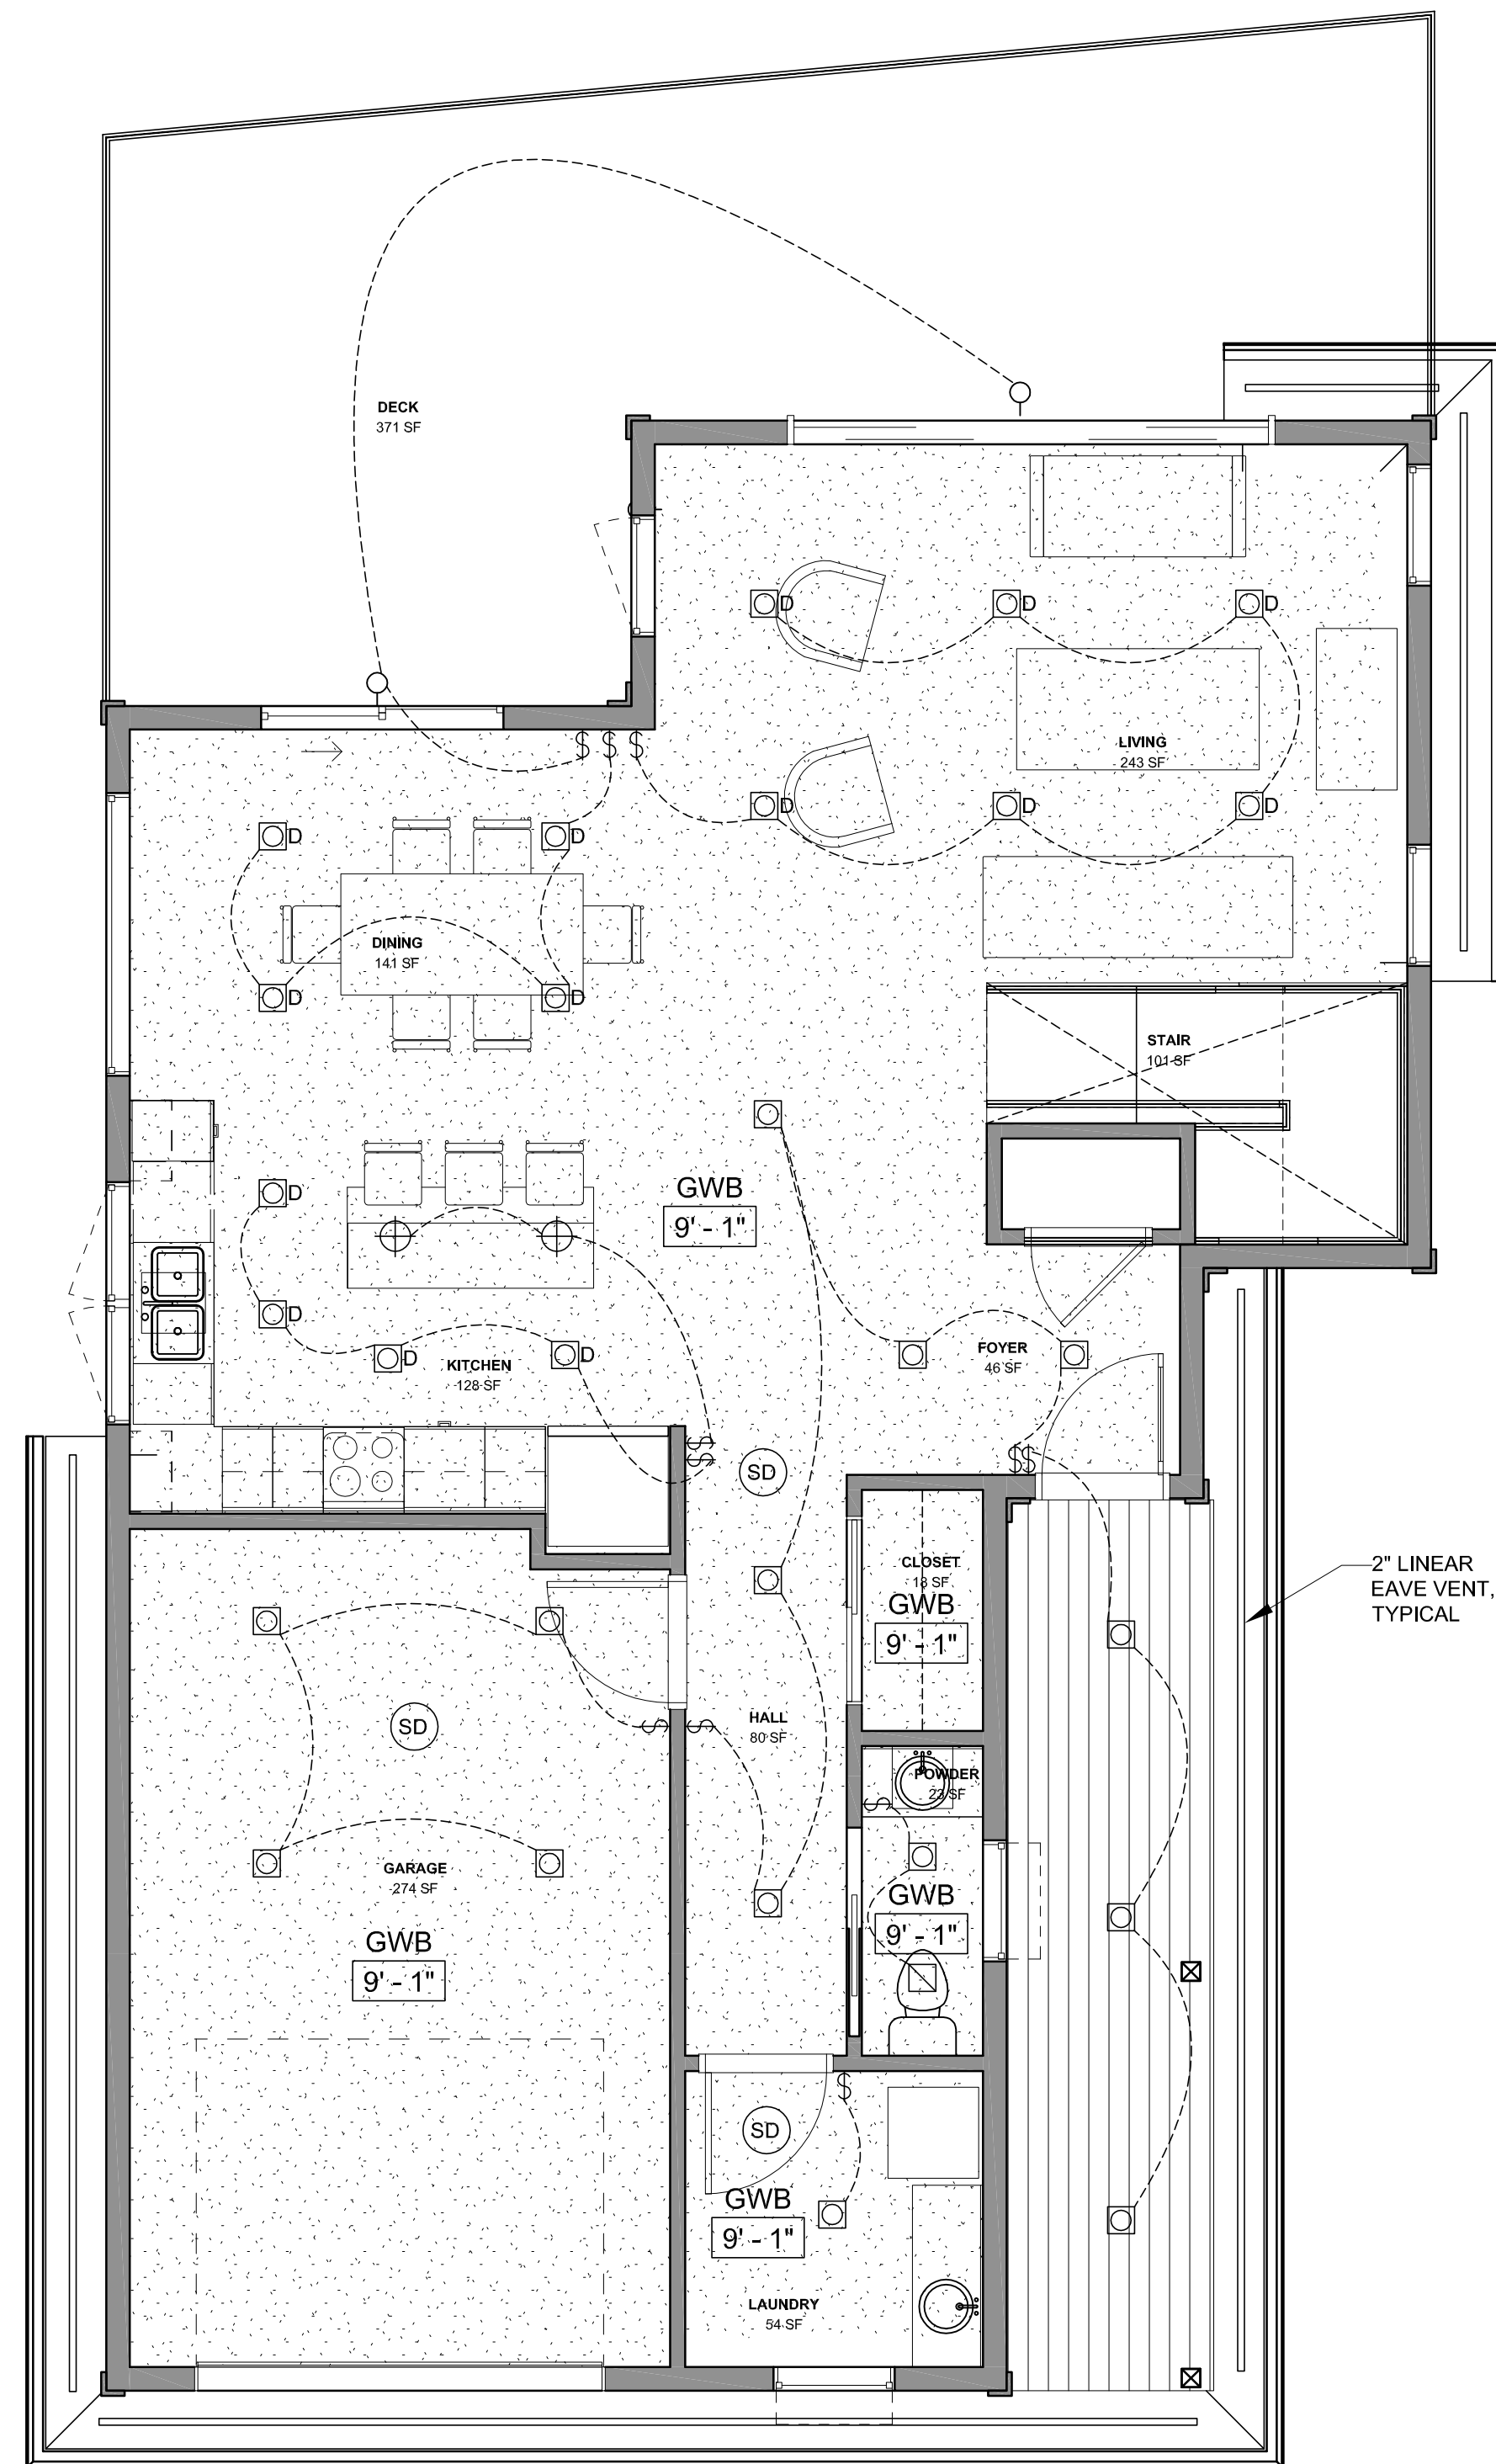 DECK
371 SF
D
D
D
LIVING
243 SF
$ $ $
D
D
D
D
D
DINING
141 SF
D
D
STAIR
101 SF
GWB
9' - 1"
D
D
D
D
KITCHEN
128 SF
FOYER
46 SF
$
$
$$
SD
CLOSET
18 SF
GWB
9' - 1"
2" LINEAR
EAVE VENT,
TYPICAL
SD
$
$
HALL
80 SF
POWDER
23 SF
$
GARAGE
274 SF
GWB
9' - 1"
GWB
9' - 1"
$
SD
GWB
9' - 1"
LAUNDRY
54 SF